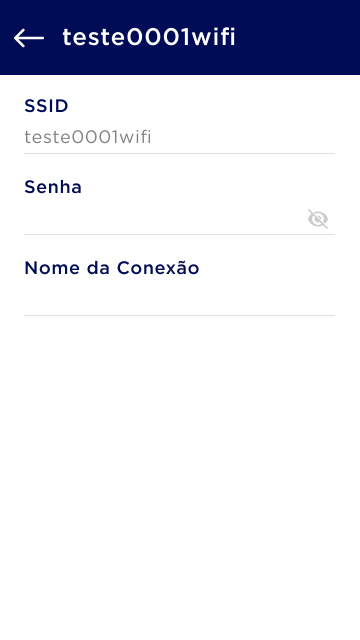 teste0001wifi
SSID
teste0001wifi
Senha
Nome da Conexão